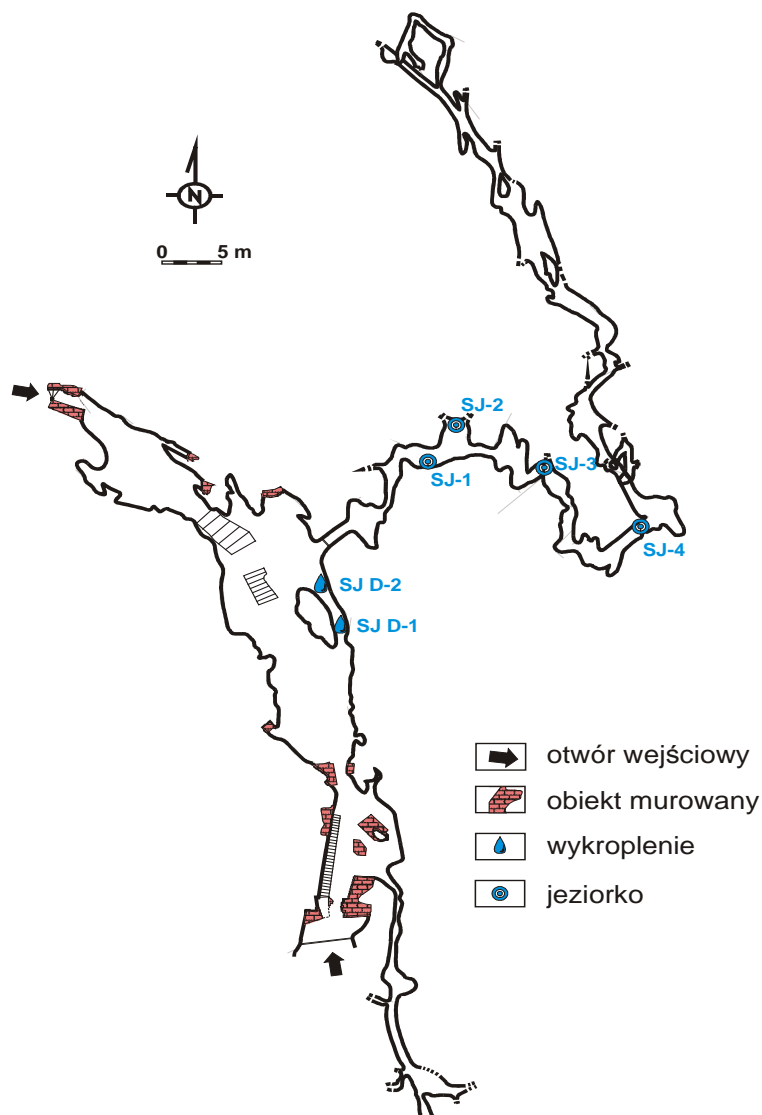 N
0 5 m
SJ-2
SJ-1
SJ-3
SJ-4
SJ D-2
SJ D-1
otwór wejściowy
obiekt murowany
wykroplenie
jeziorko